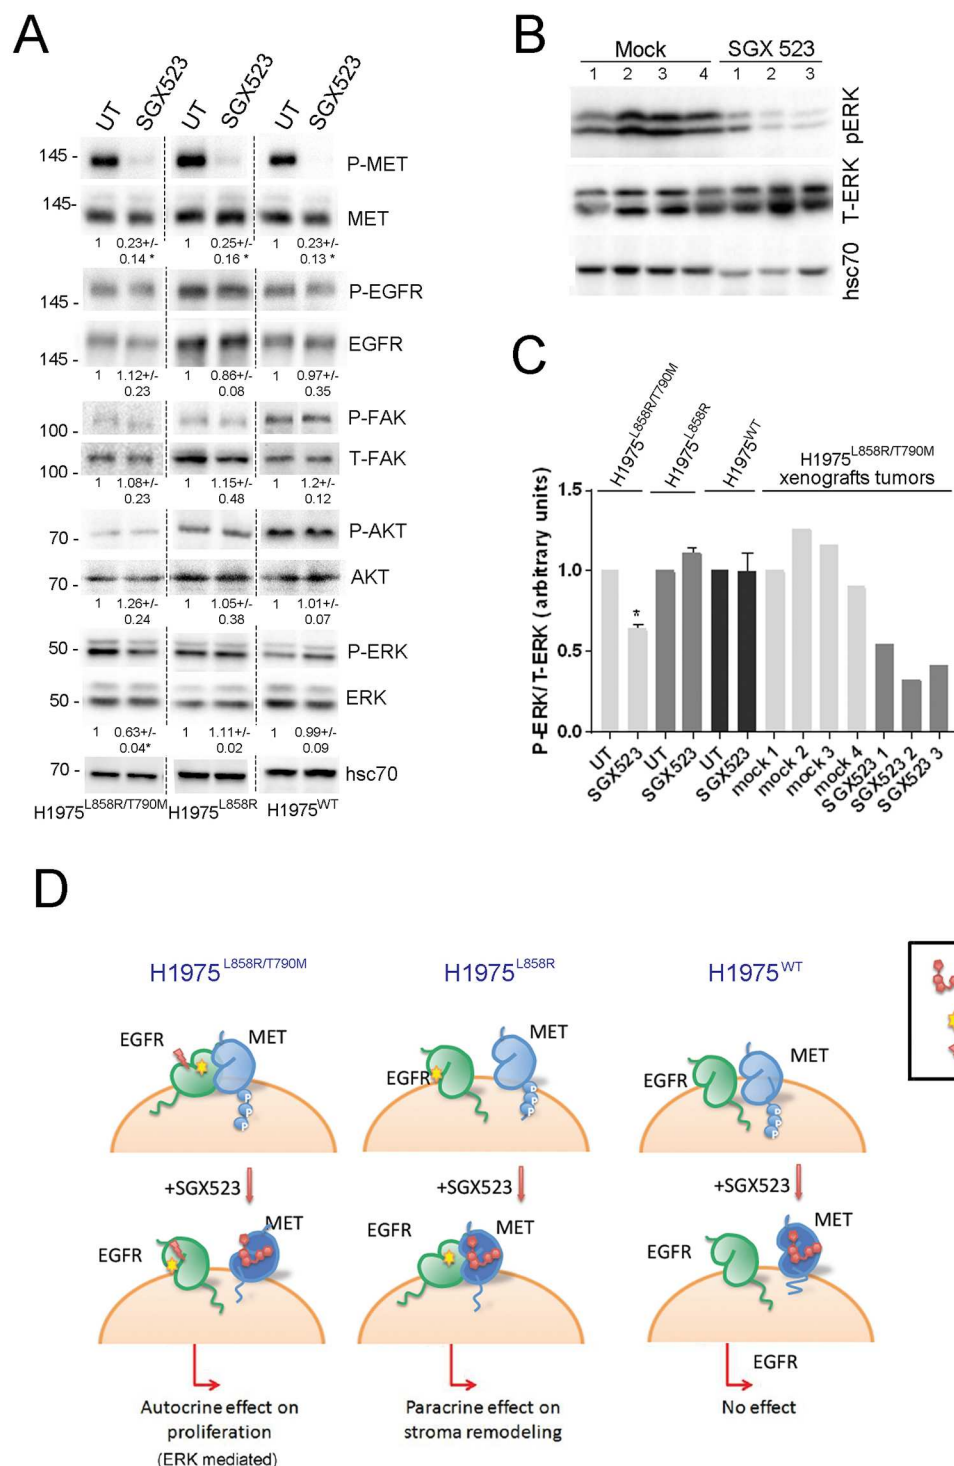 A
UT SGX523 UT SGX523 UT SGX523
145 - P-MET
145- MET
1 0.23+/- 1 0.25+/- 1 0.23+/-
0.14 * 0.16 * 0.13 *
145 - P-EGFR
145 - EGFR
1 1.12+/- 1 0.86+/- 1 0.97+/-
0.23 0.08 0.35
100 - P-FAK
100 - T-FAK
1 1.08+/- 1 1.15+/- 1 1.2+/-
0.23 0.48 0.12
70 - P-AKT
70 - AKT
1 1.26+/- 1 1.05+/- 1 1.01+/-
0.24 0.38 0.07
50 - P-ERK
50 - ERK
1 0.63+/- 1 1.11+/- 1 0.99+/-
0.04* 0.02 0.09
70 - hsc70
H1975L858R/T790M H1975L858R H1975WT
B
Mock SGX 523
1 2 3 4 1 2 3
pERK
T-ERK
hsc70
C
H1975L858R/T790M
H1975L858R
H1975WT
H1975L858R/T790M
xenografts tumors
P-ERK/T-ERK (arbitrary units)
1.5
1.0
0.5
0.0
*
UT
SGX523
UT
SGX523
UT
SGX523
mock 1
mock 2
mock 3
mock 4
SGX523 1
SGX523 2
SGX523 3
D
H1975 L858R/T790M H1975 L858R H1975 WT
EGFR MET EGFR MET EGFR MET
P P P P P P P P P
+SGX523 +SGX523 +SGX523
EGFR MET EGFR MET EGFR MET
EGFR
Autocrine effect on Paracrine effect on No effect
proliferation stroma remodeling
(ERK mediated)